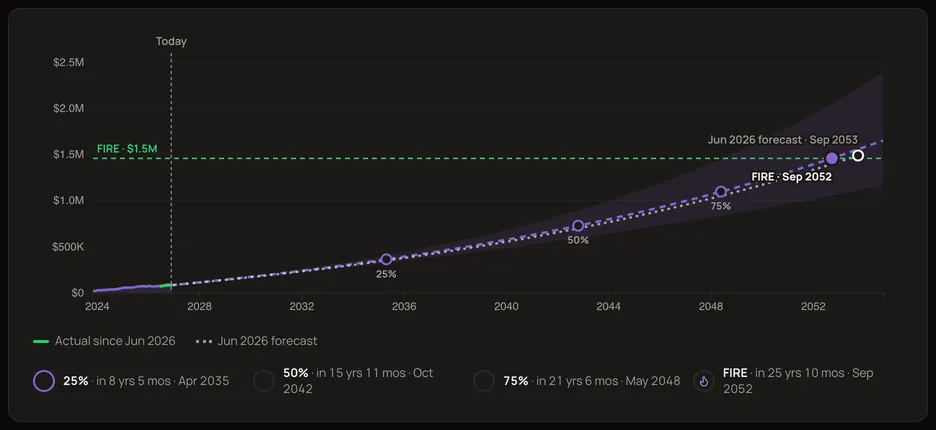 Today
$2.5M
$2.0M
FIRE · $1.5M
Jun 2026 forecast · Sep 2053
$1.5M
FIRE · Sep 2052
$1.0M
75%
50%
$500K
25%
$0
2024 2028 2032 2036 2040 2044 2048 2052
Actual since Jun 2026 Jun 2026 forecast
25% · in 8 yrs 5 mos · Apr 2035
50% · in 15 yrs 11 mos · Oct
2042
75% · in 21 yrs 6 mos · May 2048
FIRE · in 25 yrs 10 mos · Sep
2052